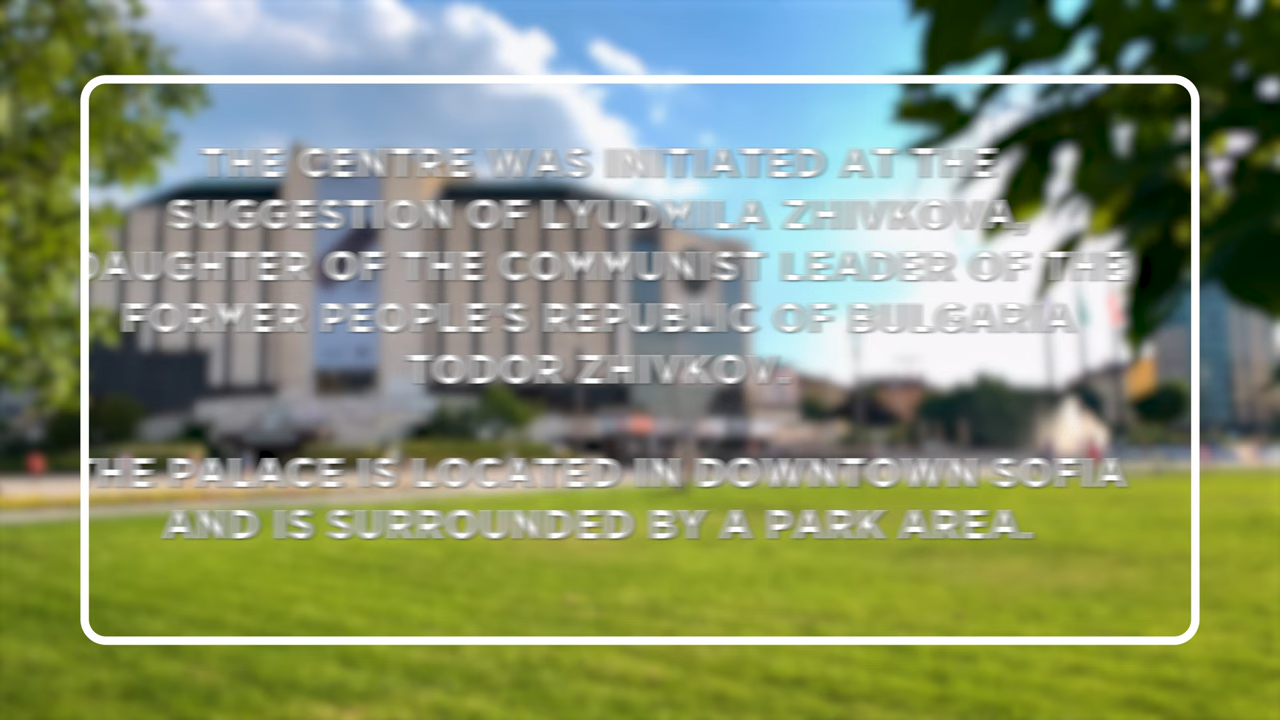 THE CENTRE WAS INITIATED AT THE
SUGGESTION OF LYUDMILA ZHIVKOVA,
DAUGHTER OF THE COMMUNIST LEADER OF THE
FORMER PEOPLE'S REPUBLIC OF BULGARIA
TODOR ZHIVKOV.
THE PALACE IS LOCATED IN DOWNTOWN SOFIA
AND IS SURROUNDED BY A PARK AREA.